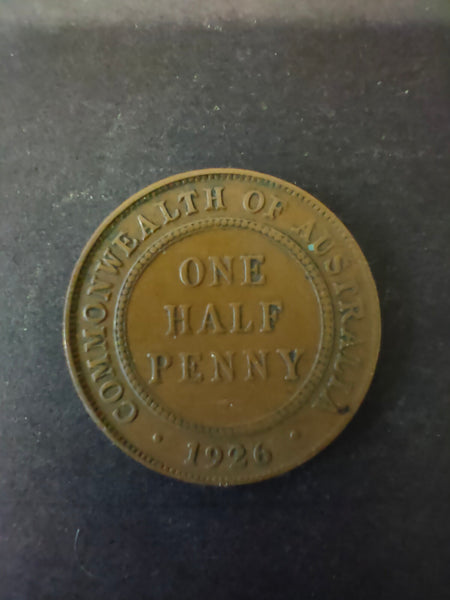 COMMONWEALTH OF AUSTRALIA
ONE
HALF
PENNY
1926